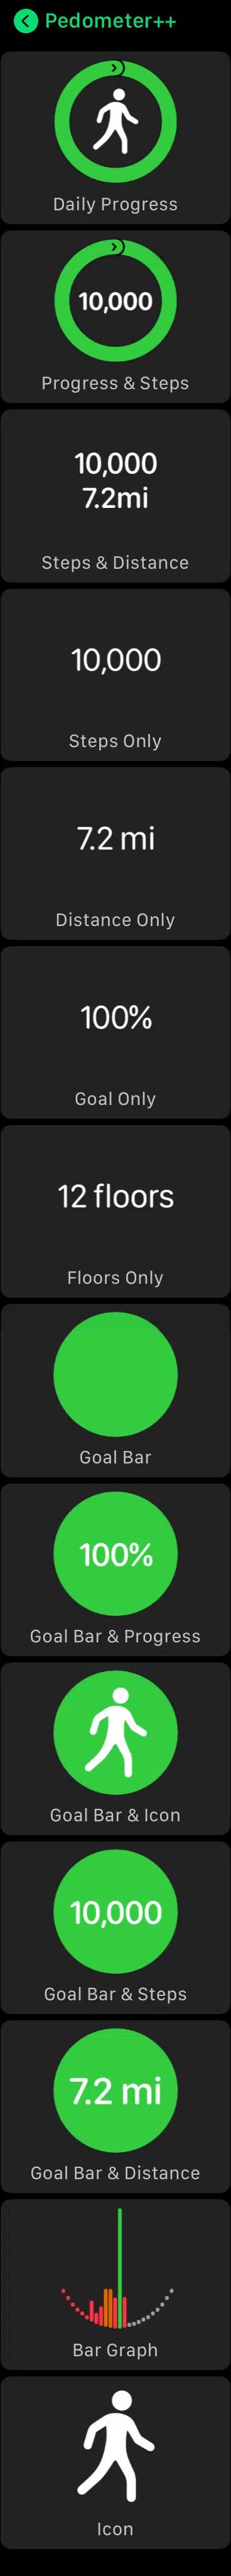 Pedometer++
Daily Progress
10,000
Progress & Steps
10,000
7.2mi
Steps & Distance
10,000
Steps Only
7.2 mi
Distance Only
100%
Goal Only
12 floors
Floors Only
Goal Bar
100%
Goal Bar & Progress
Goal Bar & Icon
10,000
Goal Bar & Steps
7.2 mi
Goal Bar & Distance
Bar Graph
Icon